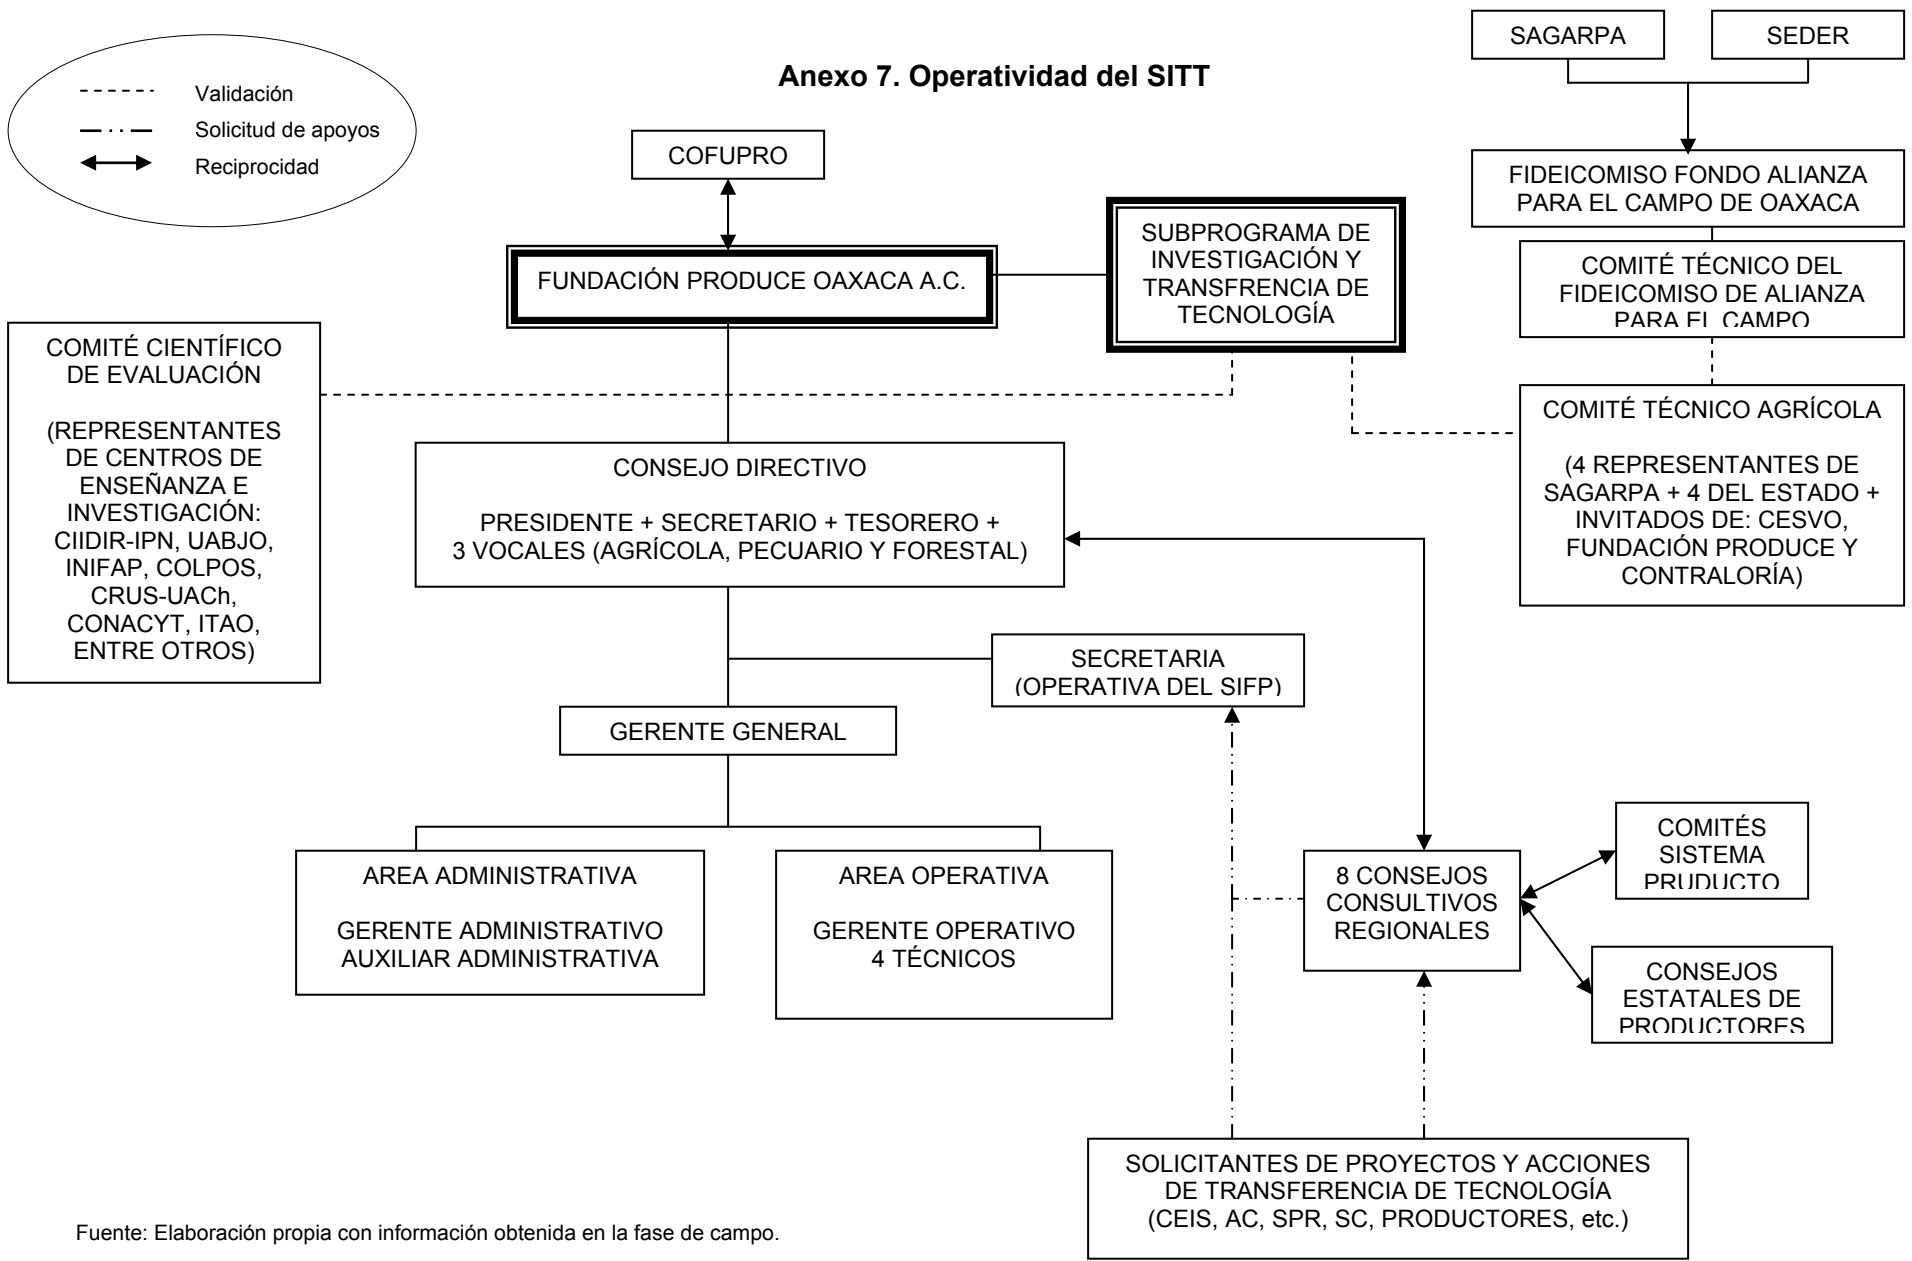 SAGARPA
SEDER
Anexo 7. Operatividad del SITT
Validación
Solicitud de apoyos
Reciprocidad
COFUPRO
FIDEICOMISO FONDO ALIANZA
PARA EL CAMPO DE OAXACA
SUBPROGRAMA DE
INVESTIGACIÓN Y
TRANSFRENCIA DE
TECNOLOGÍA
FUNDACIÓN PRODUCE OAXACA A.C.
COMITÉ TÉCNICO DEL
FIDEICOMISO DE ALIANZA
PARA EL CAMPO
COMITÉ CIENTÍFICO
DE EVALUACIÓN
(REPRESENTANTES
DE CENTROS DE
ENSEÑANZA E
INVESTIGACIÓN:
CIIDIR-IPN, UABJO,
INIFAP, COLPOS,
CRUS-UACh,
CONACYT, ITAO,
ENTRE OTROS)
COMITÉ TÉCNICO AGRÍCOLA
(4 REPRESENTANTES DE
SAGARPA + 4 DEL ESTADO +
INVITADOS DE: CESVO,
FUNDACIÓN PRODUCE Y
CONTRALORÍA)
CONSEJO DIRECTIVO
PRESIDENTE + SECRETARIO + TESORERO +
3 VOCALES (AGRÍCOLA, PECUARIO Y FORESTAL)
SECRETARIA
(OPERATIVA DEL SIFP)
GERENTE GENERAL
AREA ADMINISTRATIVA
GERENTE ADMINISTRATIVO
AUXILIAR ADMINISTRATIVA
AREA OPERATIVA
GERENTE OPERATIVO
4 TÉCNICOS
8 CONSEJOS
CONSULTIVOS
REGIONALES
COMITÉS
SISTEMA
PRUDUCTO
CONSEJOS
ESTATALES DE
PRODUCTORES
SOLICITANTES DE PROYECTOS Y ACCIONES
DE TRANSFERENCIA DE TECNOLOGÍA
(CEIS, AC, SPR, SC, PRODUCTORES, etc.)
Fuente: Elaboración propia con información obtenida en la fase de campo.